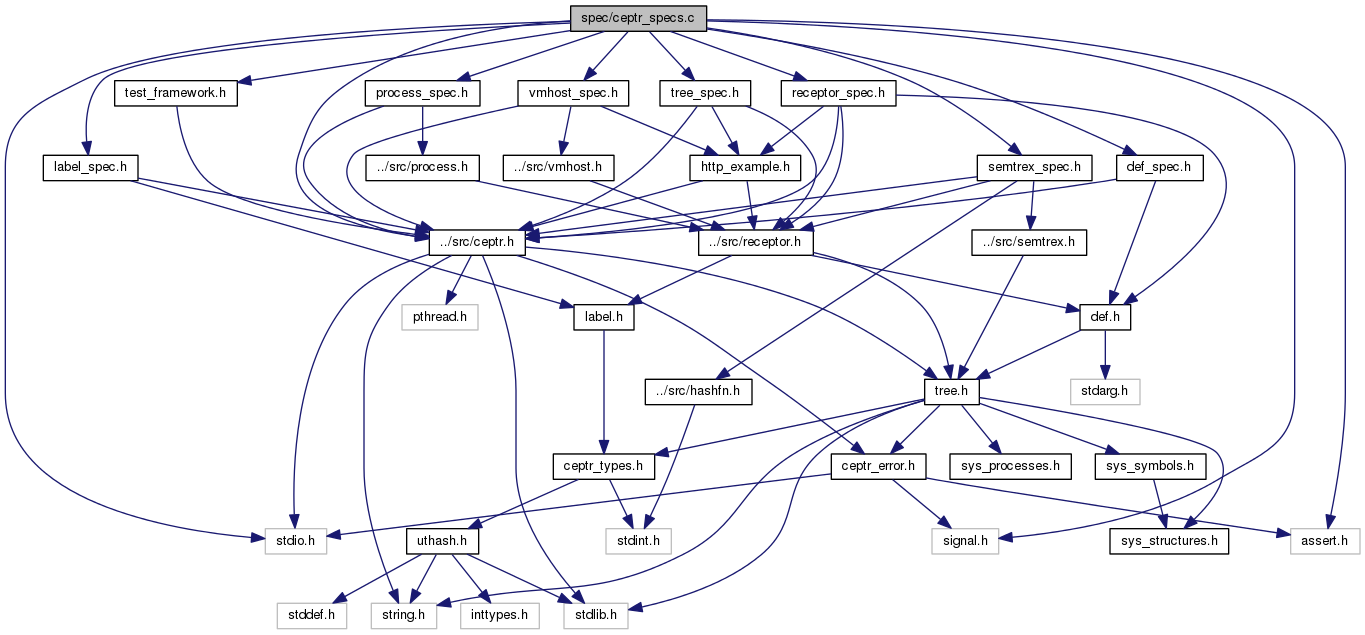 spec/ceptr_specs.c
test_framework.h
process_spec.h
vmhost_spec.h
tree_spec.h
receptor_spec.h
label_spec.h
../src/process.h
../src/vmhost.h
http_example.h
semtrex_spec.h
def_spec.h
../src/ceptr.h
../src/receptor.h
../src/semtrex.h
pthread.h
label.h
def.h
../src/hashfn.h
tree.h
stdarg.h
ceptr_types.h
ceptr_error.h
sys_processes.h
sys_symbols.h
stdio.h
uthash.h
stdint.h
signal.h
sys_structures.h
assert.h
stddef.h
string.h
inttypes.h
stdlib.h